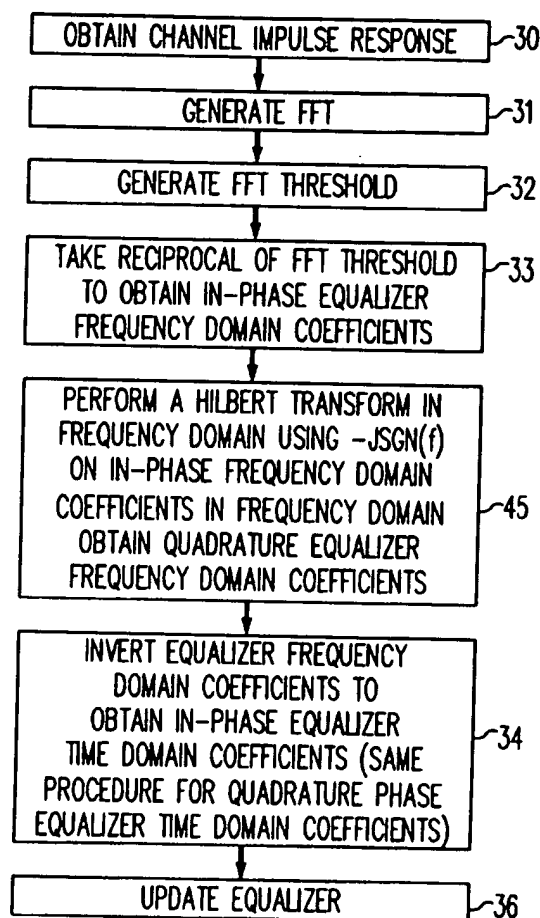 OBTAIN CHANNEL IMPULSE RESPONSE 30
GENERATE FFT 31
GENERATE FFT THRESHOLD 32
TAKE RECIPROCAL OF FFT THRESHOLD
TO OBTAIN IN-PHASE EQUALIZER
FREQUENCY DOMAIN COEFFICIENTS
33
PERFORM A HILBERT TRANSFORM IN
FREQUENCY DOMAIN USING -JSGN(f)
ON IN-PHASE FREQUENCY DOMAIN
COEFFICIENTS IN FREQUENCY DOMAIN
OBTAIN QUADRATURE EQUALIZER
FREQUENCY DOMAIN COEFFICIENTS
45
INVERT EQUALIZER FREQUENCY
DOMAIN COEFFICIENTS TO
OBTAIN IN-PHASE EQUALIZER
TIME DOMAIN COEFFICIENTS (SAME
PROCEDURE FOR QUADRATURE PHASE
EQUALIZER TIME DOMAIN COEFFICIENTS)
34
UPDATE EQUALIZER 36